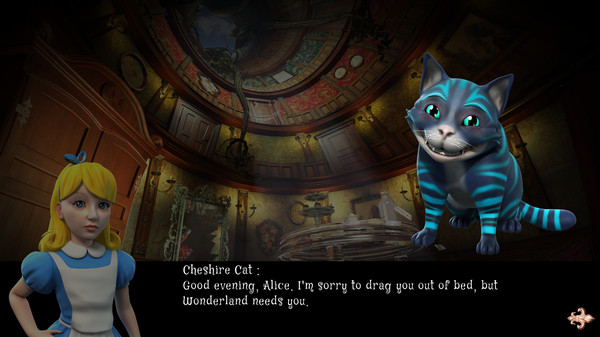 Cheshire Cat :
Good evening, Alice. I'm sorry to drag you out of bed, but
Wonderland needs you.